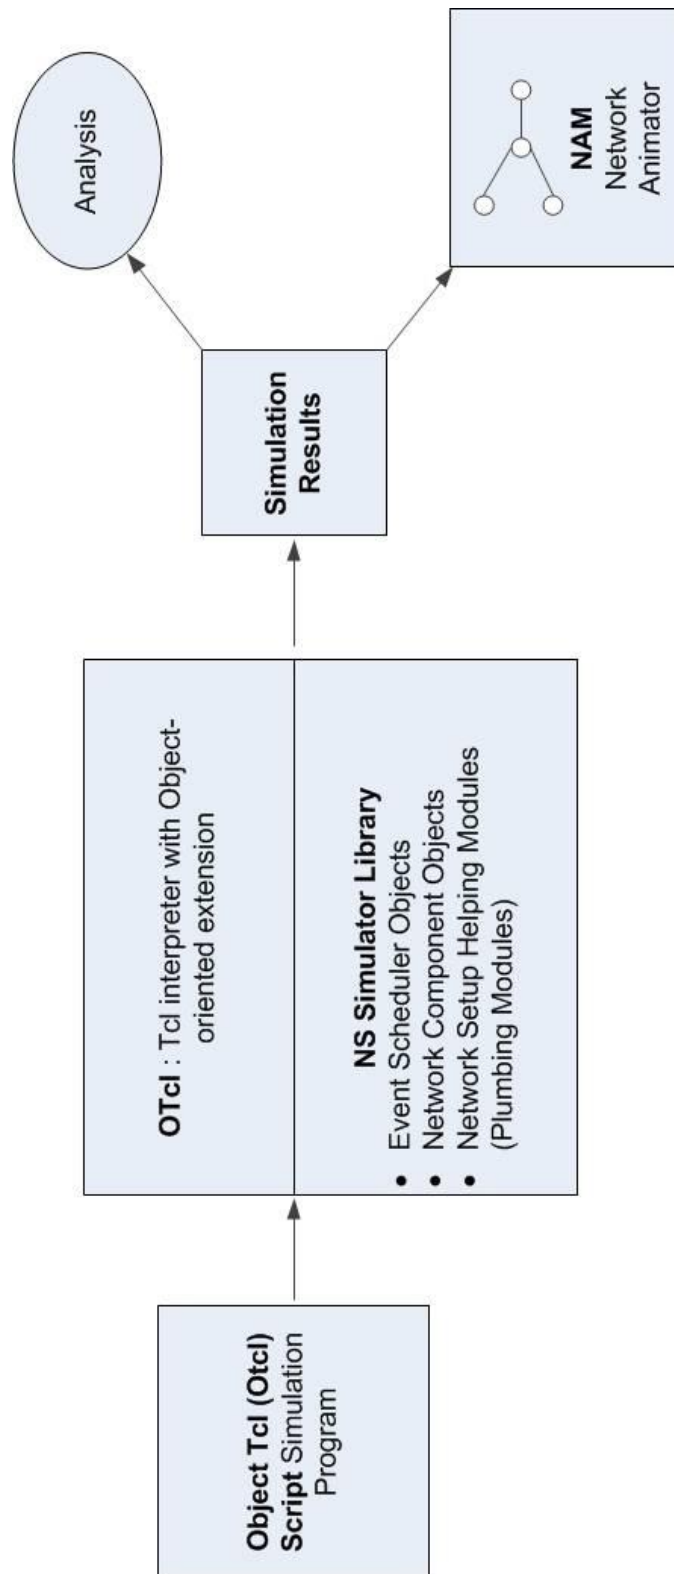 Object Tcl (Otcl)
Script Simulation
Program
OTcl : Tcl interpreter with Object-
oriented extension
NS Simulator Library
• Event Scheduler Objects
• Network Component Objects
• Network Setup Helping Modules
(Plumbing Modules)
Simulation
Results
Analysis
NAM
Network
Animator